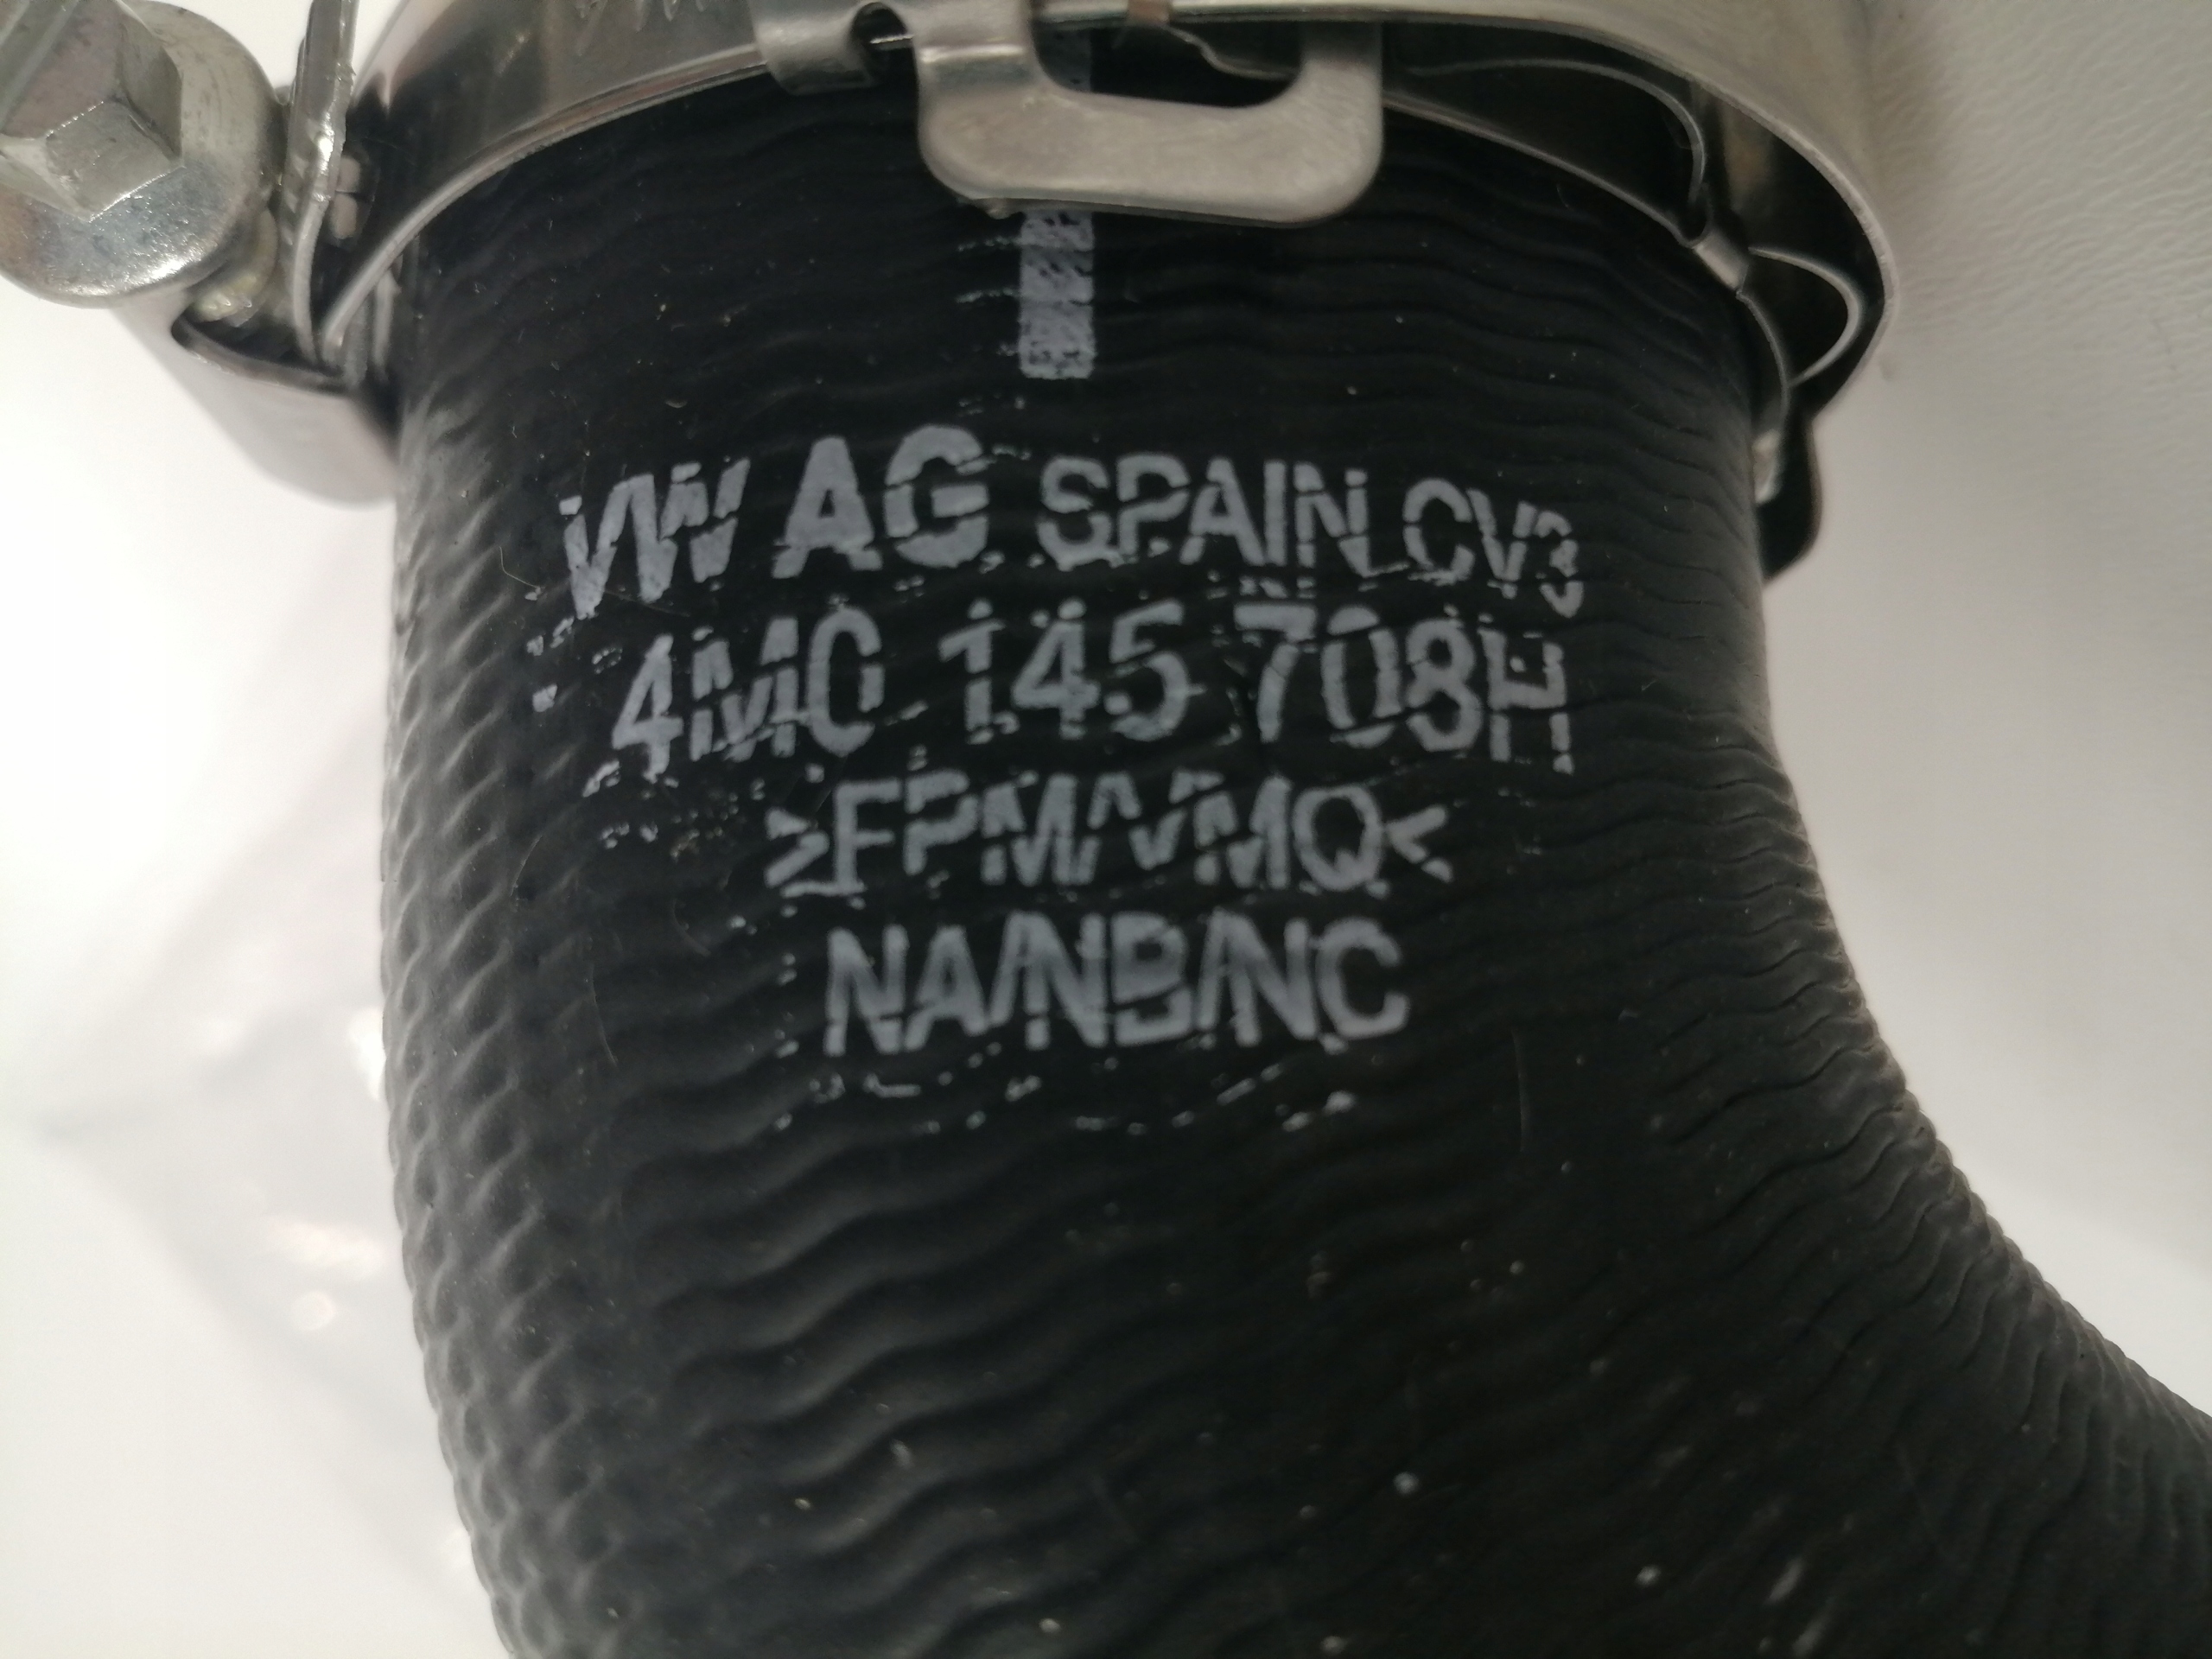 VW AG SPAIN CV3
4M0 145 708H
>FPM/VMQ<
NA/NB/NC